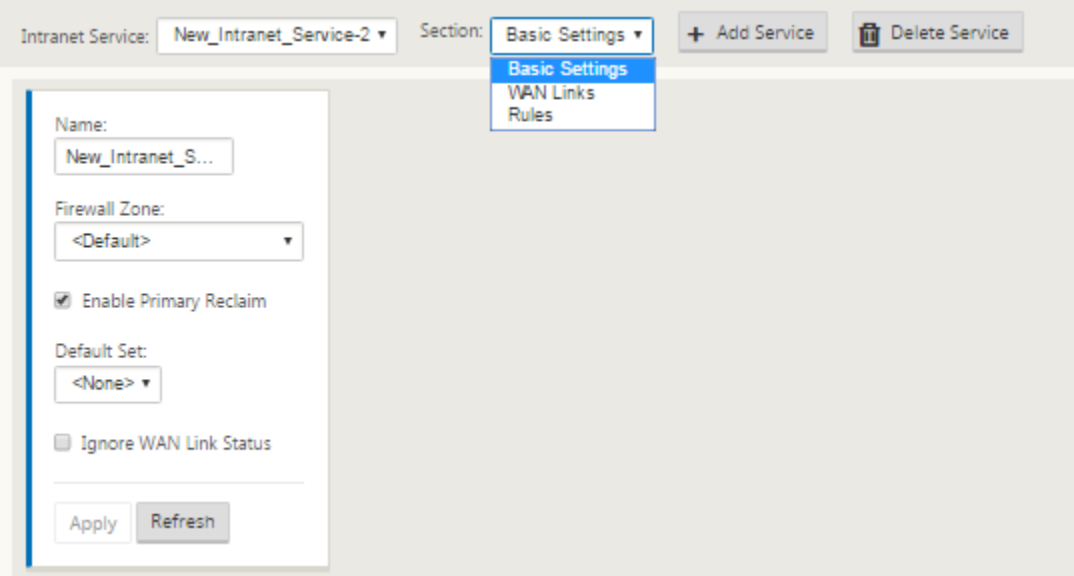 Intranet Service: New_Intranet_Service-2 Section: Basic Settings + Add Service Delete Service
Basic Settings
WAN Links
Rules
Name:
New_Intranet_S...
Firewall Zone:
<Default>
Enable Primary Reclaim
Default Set:
<None>
Ignore WAN Link Status
Apply Refresh